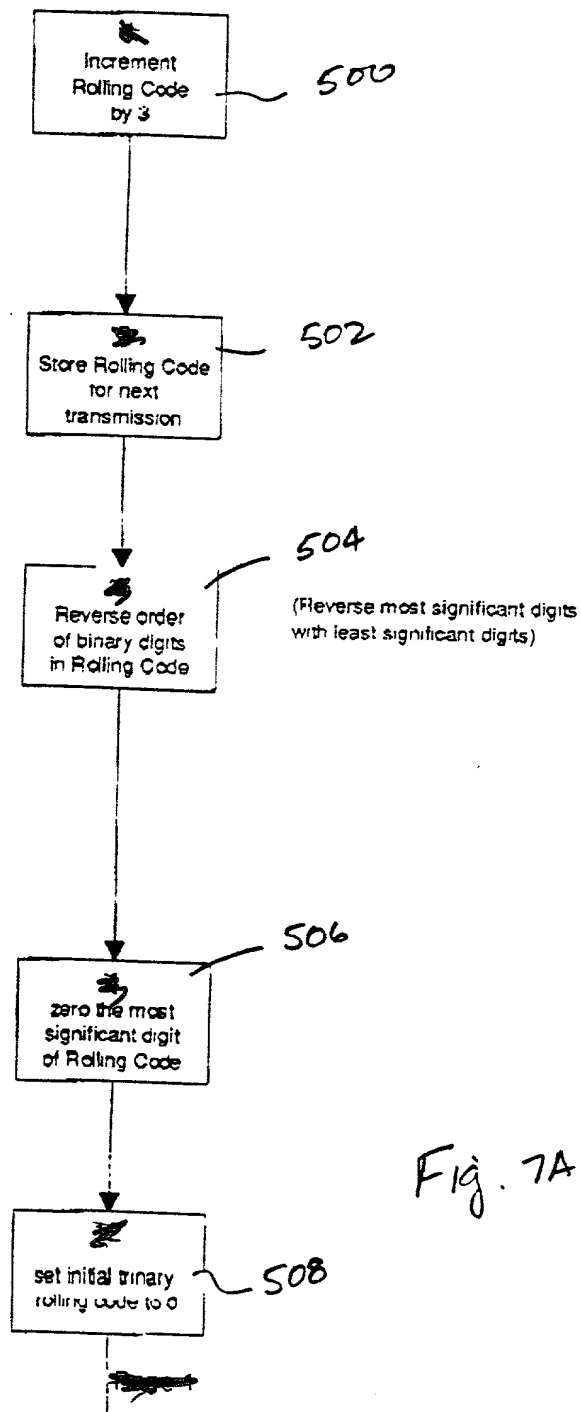 Increment
Rolling Code
by 3
500
Store Rolling Code
for next
transmission
502
Reverse order
of binary digits
in Rolling Code
504
(Reverse most significant digits
with least significant digits)
zero the most
significant digit
of Rolling Code
506
Fig. 7A
set initial trinary
rolling code to 0
508